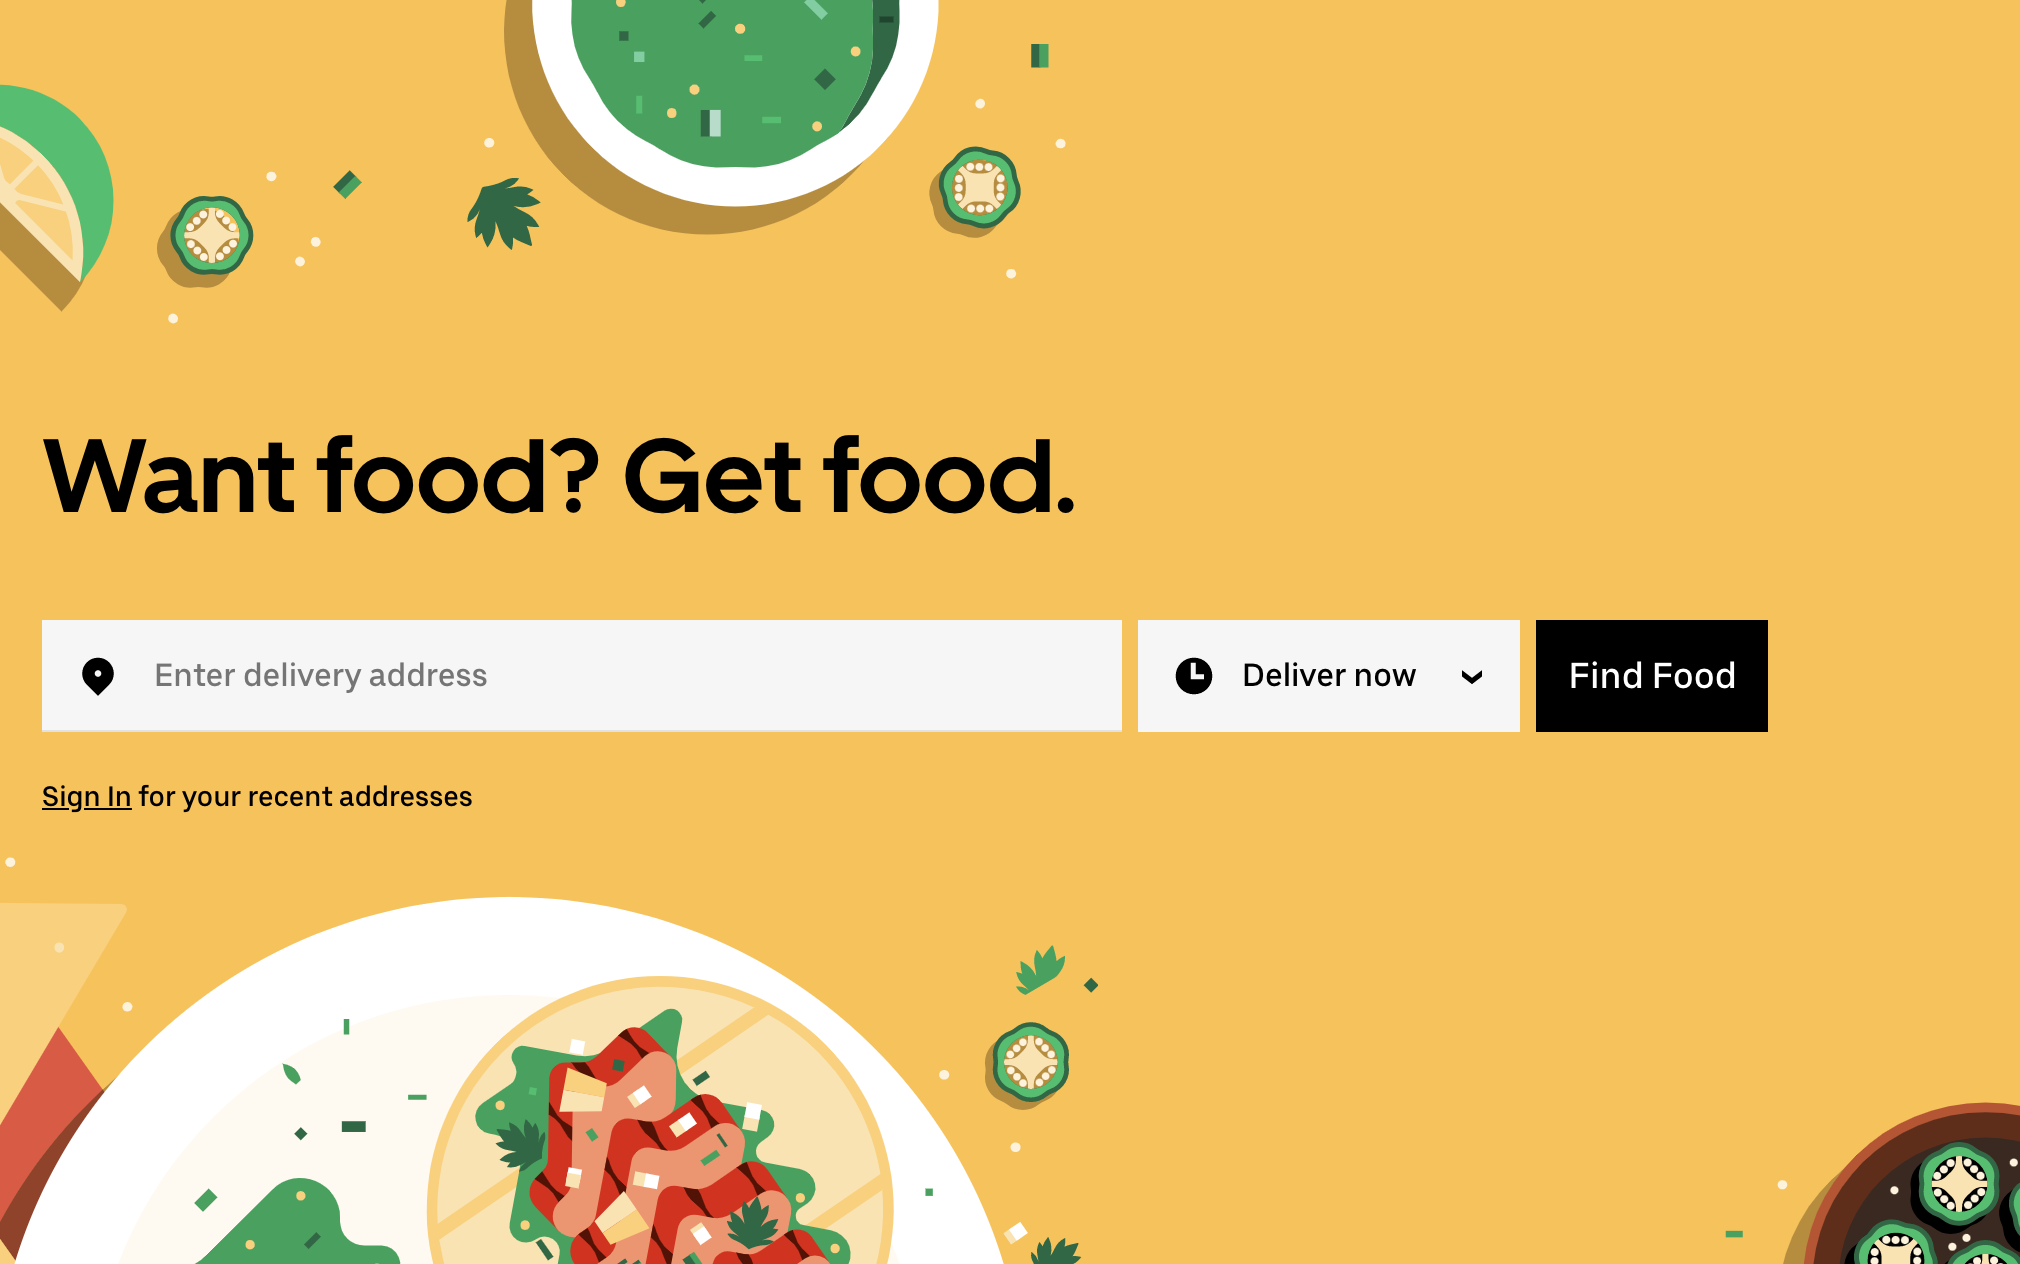 Want food? Get food.
Enter delivery address
Deliver now
Find Food
Sign In for your recent addresses